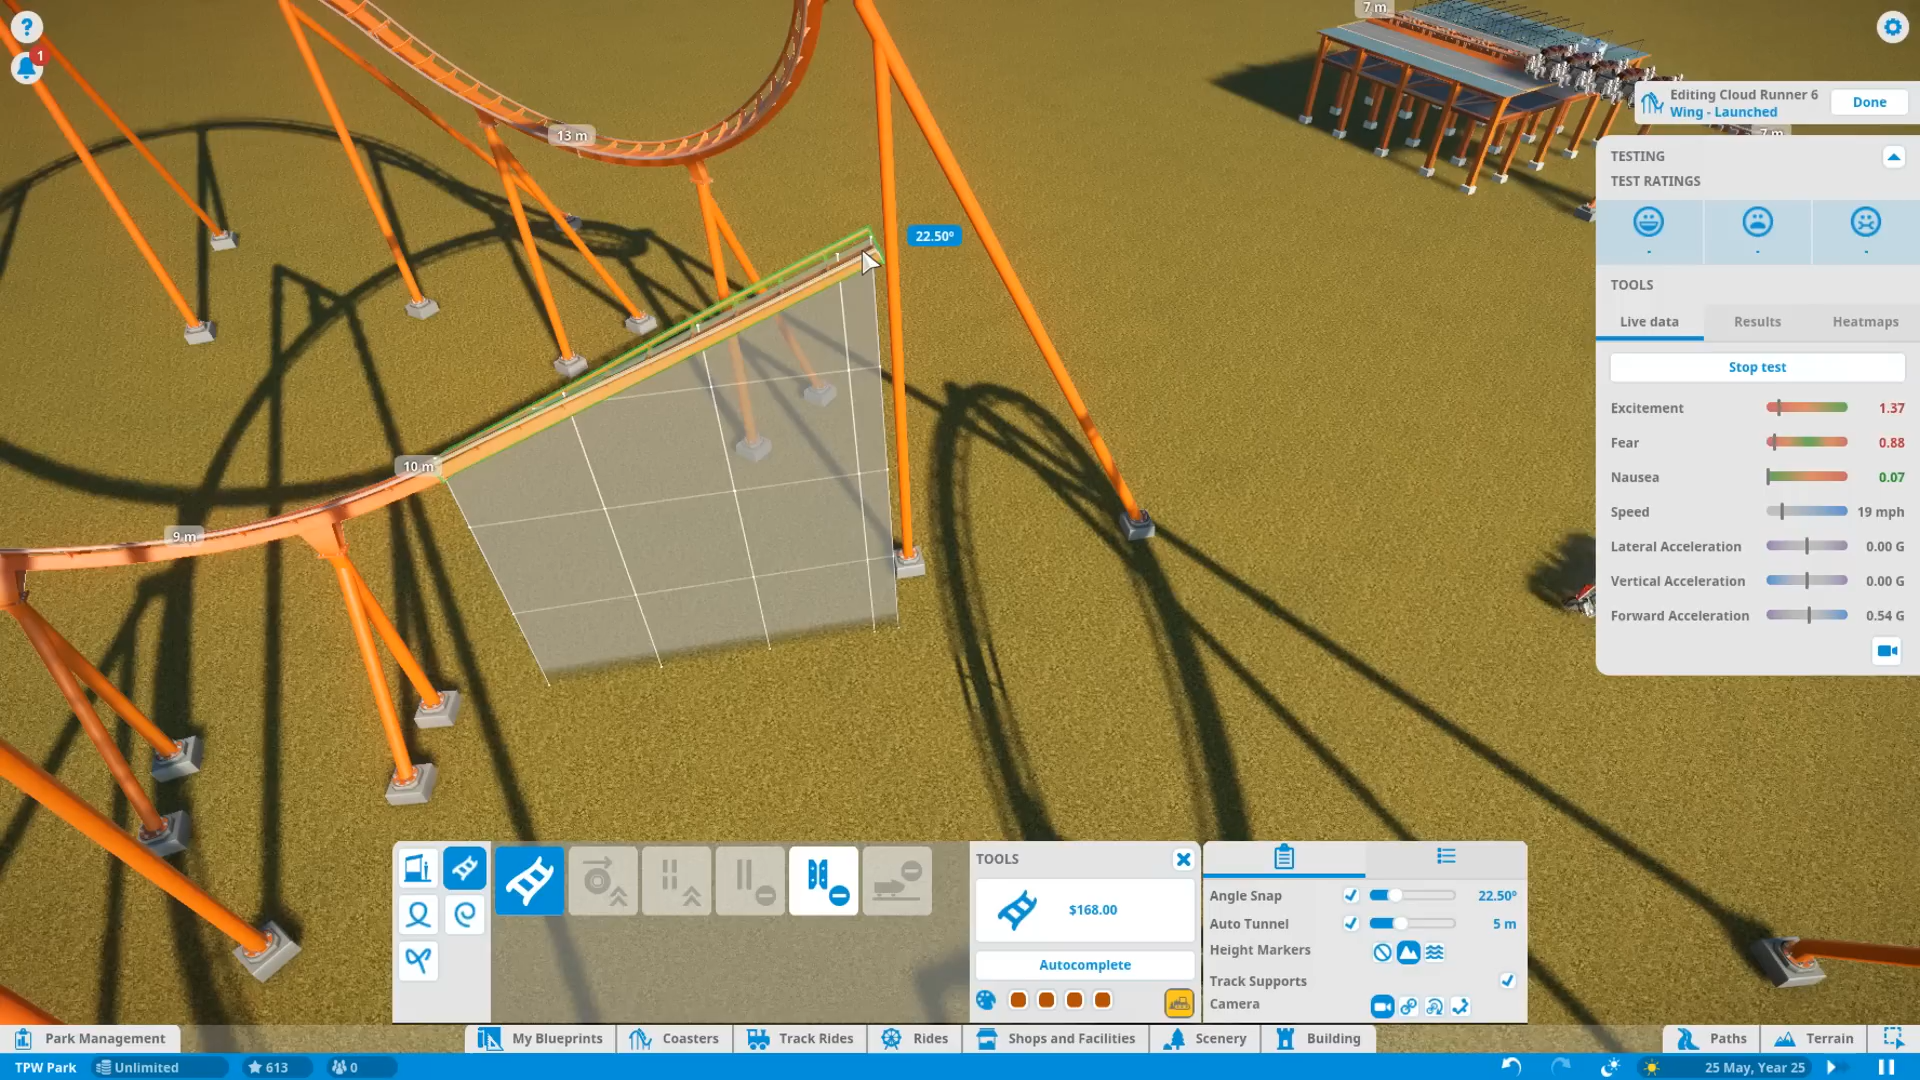 ?
1
7 m
Editing Cloud Runner 6
Wing - Launched
Done
7 m
13 m
TESTING
TEST RATINGS
- - -
22.50°
TOOLS
Live data Results Heatmaps
Stop test
Excitement 1.37
Fear 0.88
Nausea 0.07
Speed 19 mph
Lateral Acceleration 0.00 G
Vertical Acceleration 0.00 G
Forward Acceleration 0.54 G
10 m
9 m
TOOLS
$168.00
Autocomplete
Angle Snap 22.50°
Auto Tunnel 5 m
Height Markers
Track Supports
Camera
Park Management My Blueprints Coasters Track Rides Rides Shops and Facilities Scenery Building Paths Terrain
TPW Park Unlimited 613 0 25 May, Year 25